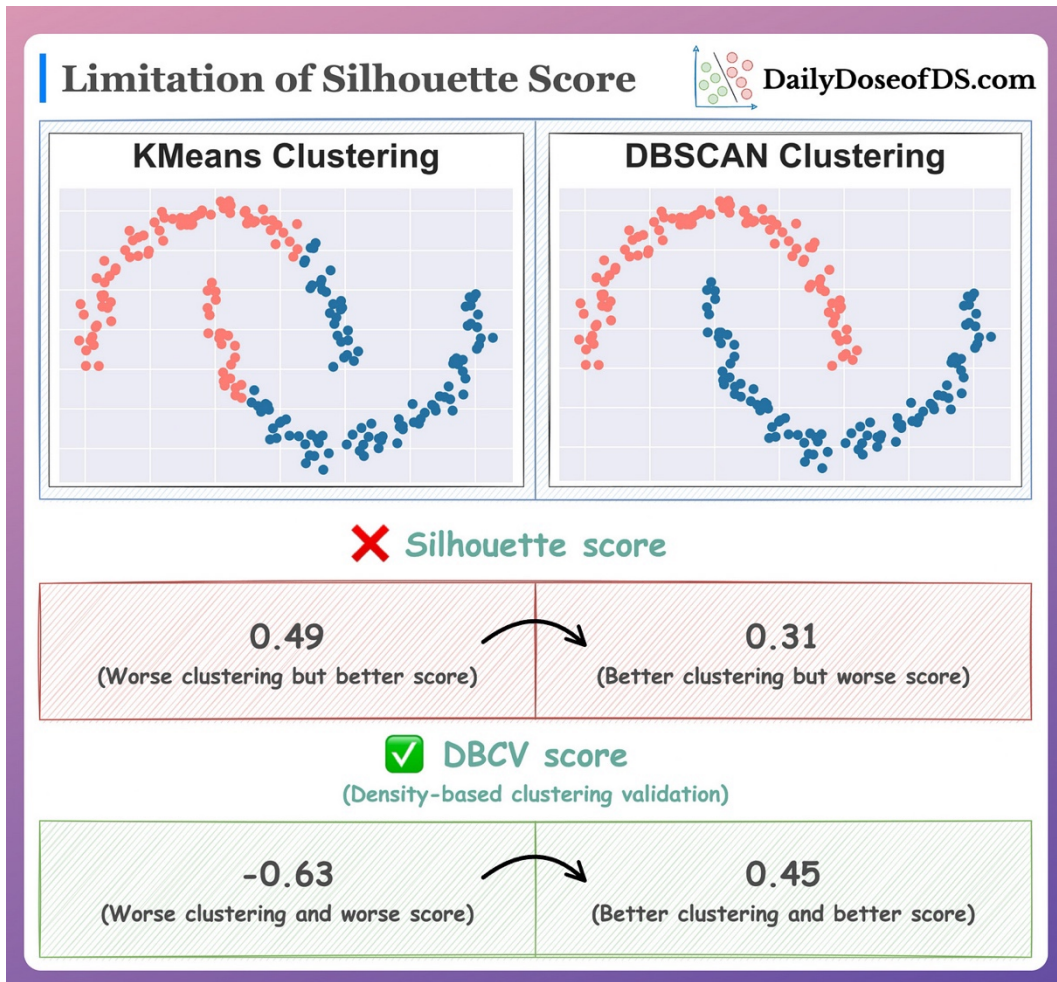 Limitation of Silhouette Score
DailyDoseofDS.com
KMeans Clustering
DBSCAN Clustering
❌ Silhouette score
0.49
(Worse clustering but better score)
0.31
(Better clustering but worse score)
✅ DBCV score
(Density-based clustering validation)
-0.63
(Worse clustering and worse score)
0.45
(Better clustering and better score)